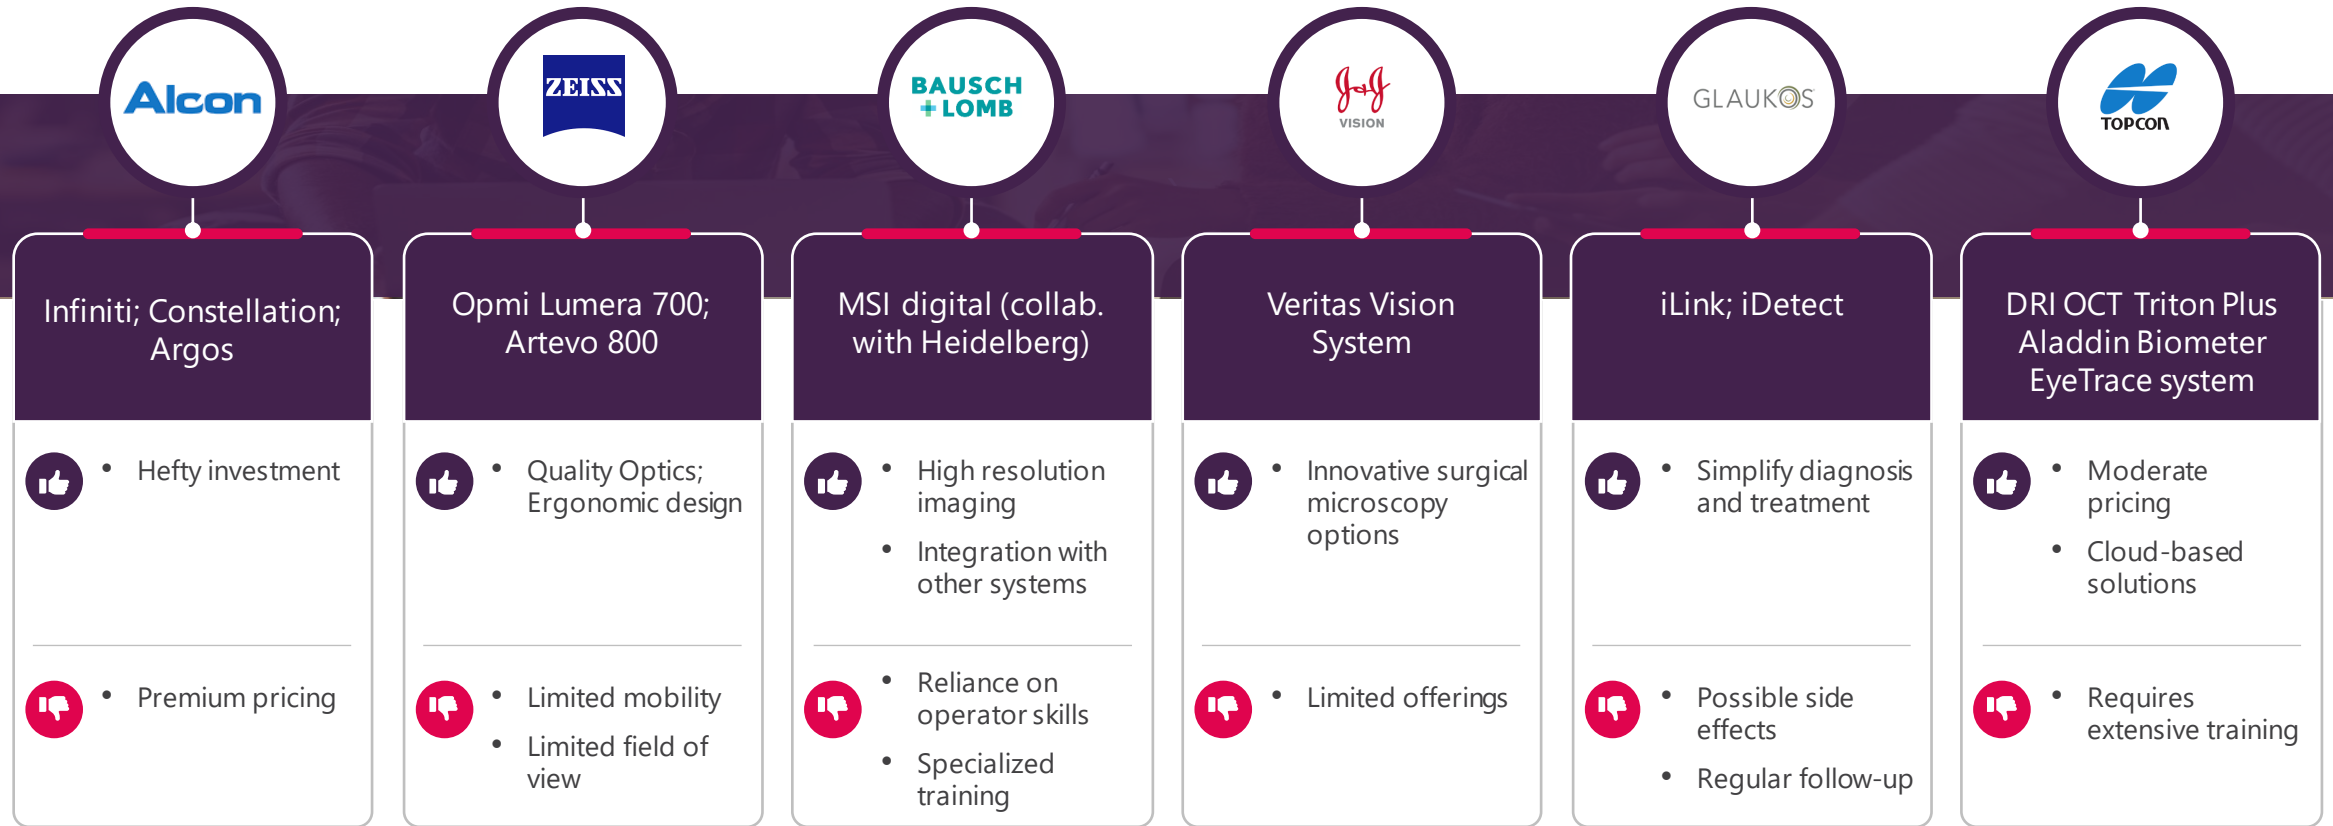 Alcon
ZEISS
BAUSCH
+ LOMB
J&J
VISION
GLAUKOS
TOPCON
Infiniti; Constellation;
Argos
Opmi Lumera 700;
Artevo 800
MSI digital (collab.
with Heidelberg)
Veritas Vision
System
iLink; iDetect
DRI OCT Triton Plus
Aladdin Biometer
EyeTrace system
• Hefty investment
• Quality Optics;
Ergonomic design
• High resolution
imaging
• Integration with
other systems
• Innovative surgical
microscopy
options
• Simplify diagnosis
and treatment
• Moderate
pricing
• Cloud-based
solutions
• Premium pricing
• Limited mobility
• Limited field of
view
• Reliance on
operator skills
• Specialized
training
• Limited offerings
• Possible side
effects
• Regular follow-up
• Requires
extensive training